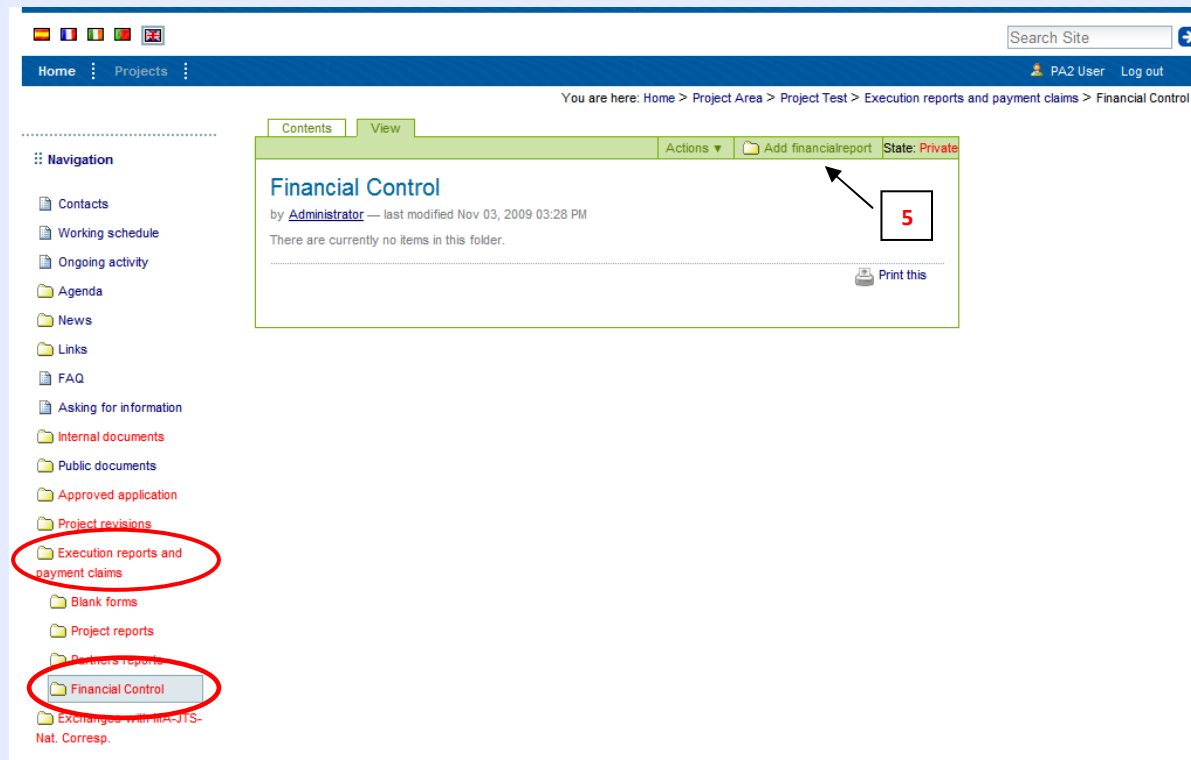 Search Site
Home Projects PA2 User Log out
You are here: Home > Project Area > Project Test > Execution reports and payment claims > Financial Control
Contents View
Actions ▼ Add financialreport State: Private
5
Financial Control
by Administrator — last modified Nov 03, 2009 03:28 PM
There are currently no items in this folder.
Print this
Navigation
Contacts
Working schedule
Ongoing activity
Agenda
News
Links
FAQ
Asking for information
Internal documents
Public documents
Approved application
Project revisions
Execution reports and
payment claims
Blank forms
Project reports
Partners reports
Financial Control
Exchanges with MA-JTS-
Nat. Corresp.